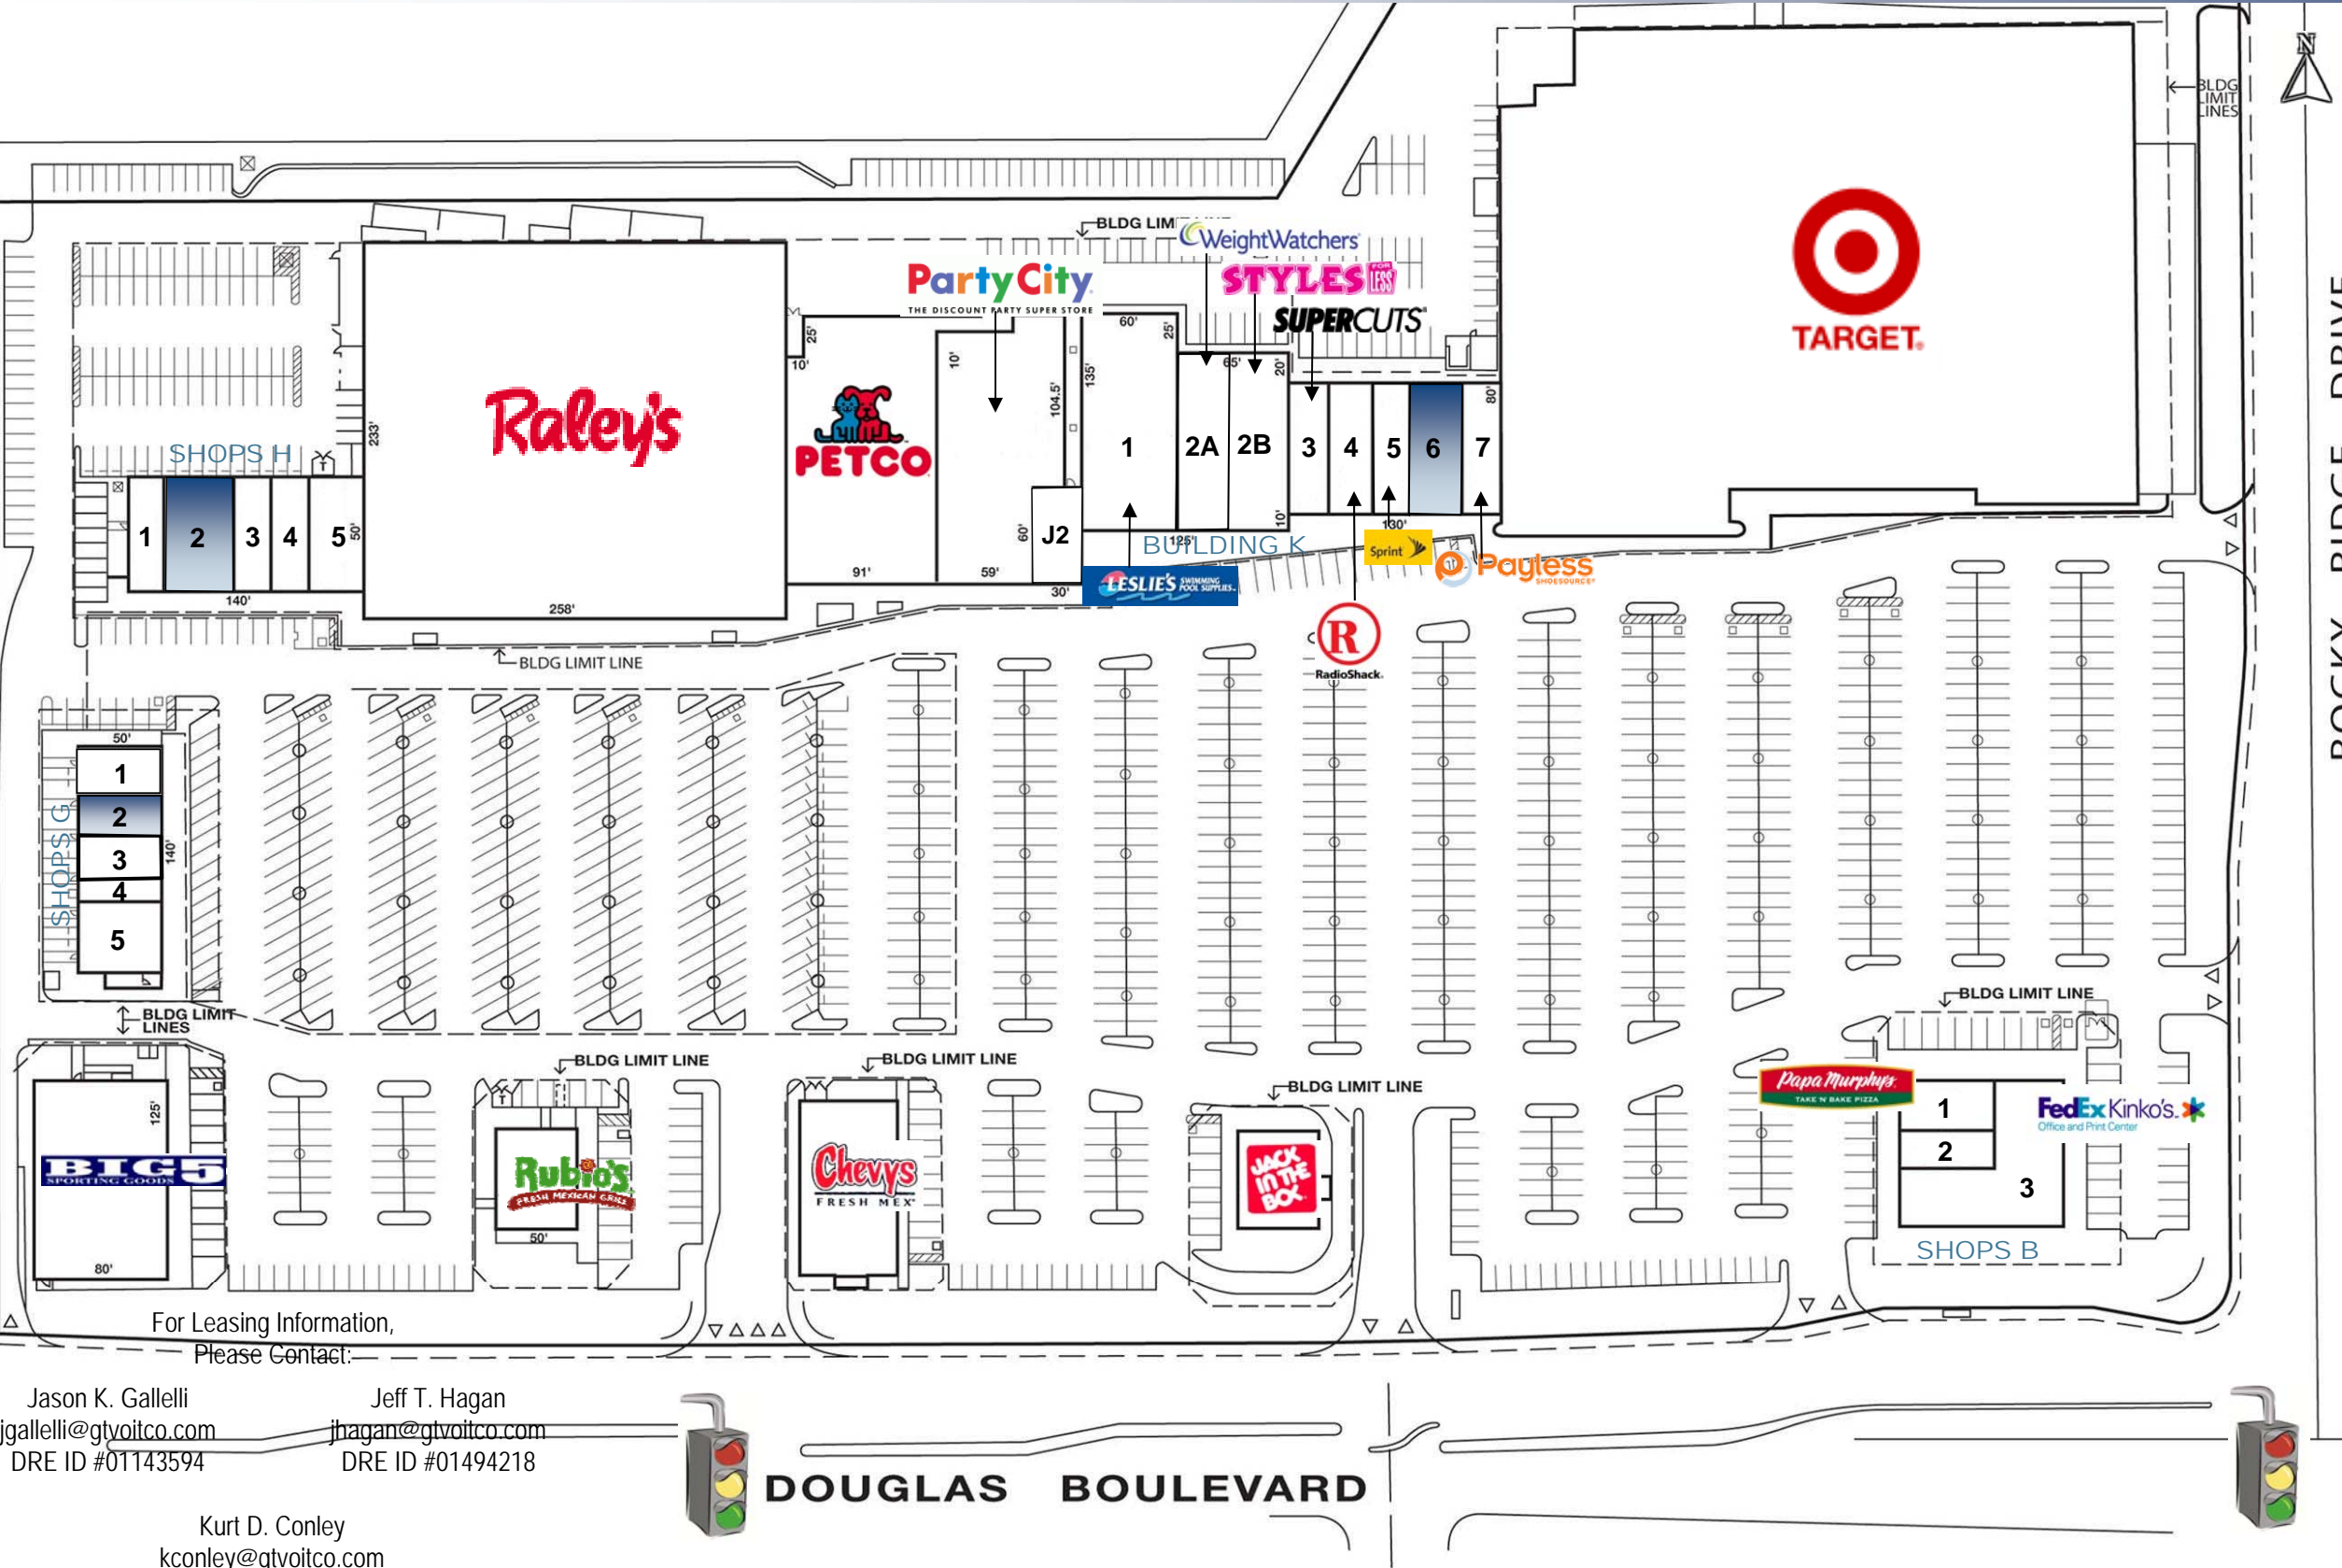 BLDG
LIMIT
LINES
N
BLDG LIM
WeightWatchers
STYLES FOR LESS
SUPERCUTS
PartyCity
THE DISCOUNT PARTY SUPER STORE
TARGET
ROCKY RIDGE DRIVE
60'
25'
25'
10'
10'
135'
104.5'
65'
20'
80'
Raley's
PETCO
233'
1
2A
2B
3
4
5
6
7
SHOPS H
1
2
3
4
5
50'
140'
258'
91'
59'
60'
J2
30'
10'
125'
130'
BUILDING K
LESLIE'S SWIMMING POOL SUPPLIES
Sprint
Payless
SHOESOURCE
R
RadioShack
BLDG LIMIT LINE
50'
1
2
3
4
5
140'
SHOPS G
BLDG LIMIT
LINES
BLDG LIMIT LINE
BLDG LIMIT LINE
BLDG LIMIT LINE
BLDG LIMIT LINE
125'
BIG 5
SPORTING GOODS
80'
Rubio's
FRESH MEXICAN GRILL
50'
Chevys
FRESH MEX
JACK
IN THE
BOX
Papa Murphy's
TAKE 'N' BAKE PIZZA
1
2
3
FedEx Kinko's
Office and Print Center
SHOPS B
For Leasing Information,
Please Contact:
Jason K. Gallelli
jgallelli@gtvoitco.com
DRE ID #01143594
Jeff T. Hagan
jhagan@gtvoitco.com
DRE ID #01494218
Kurt D. Conley
kconley@gtvoitco.com
DOUGLAS BOULEVARD